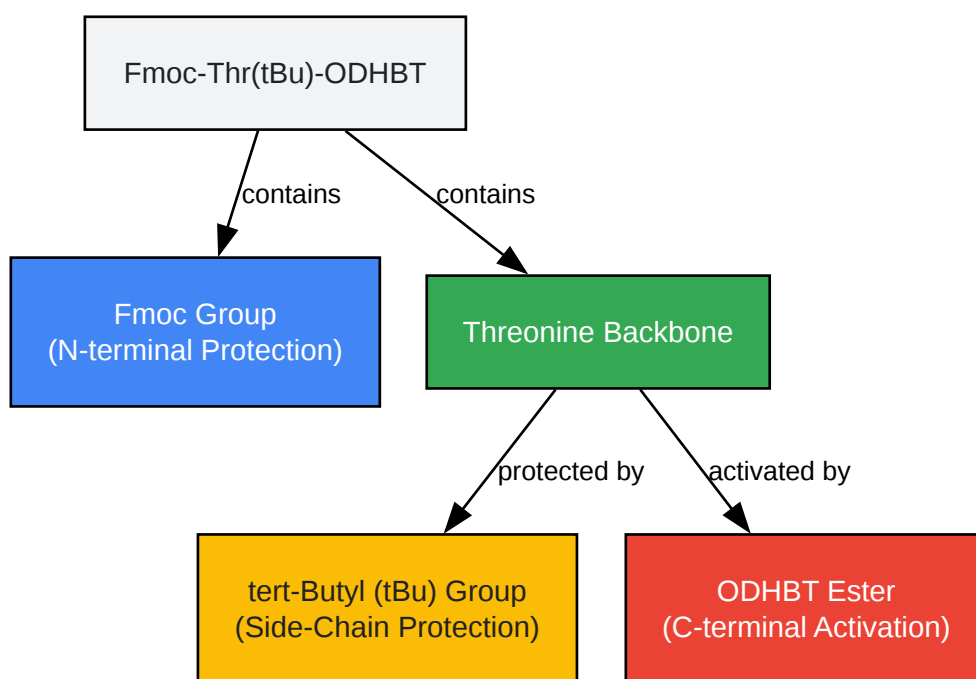 Fmoc-Thr(tBu)-ODHBT
contains
contains
Fmoc Group
(N-terminal Protection)
Threonine Backbone
protected by
activated by
tert-Butyl (tBu) Group
(Side-Chain Protection)
ODHBT Ester
(C-terminal Activation)